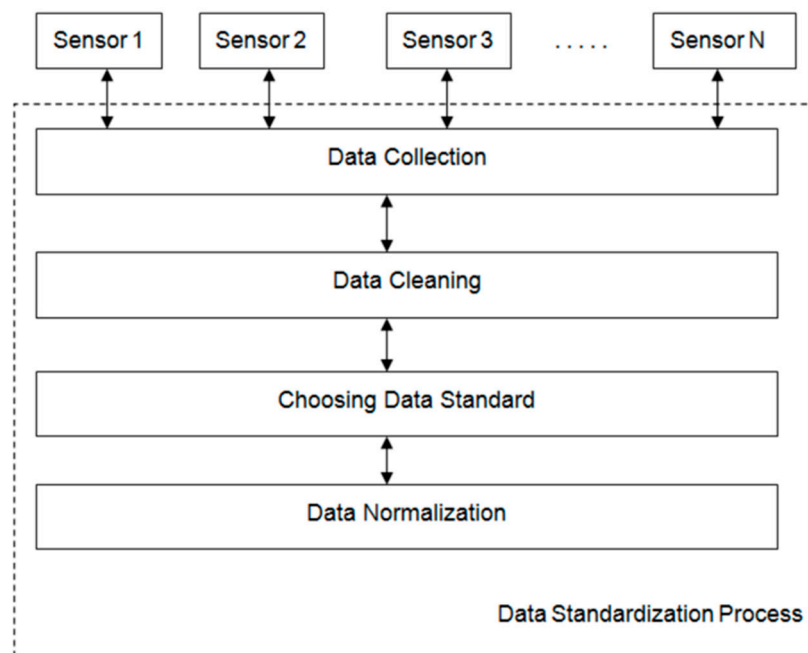 Sensor 1 Sensor 2 Sensor 3 ..... Sensor N
Data Collection
Data Cleaning
Choosing Data Standard
Data Normalization
Data Standardization Process